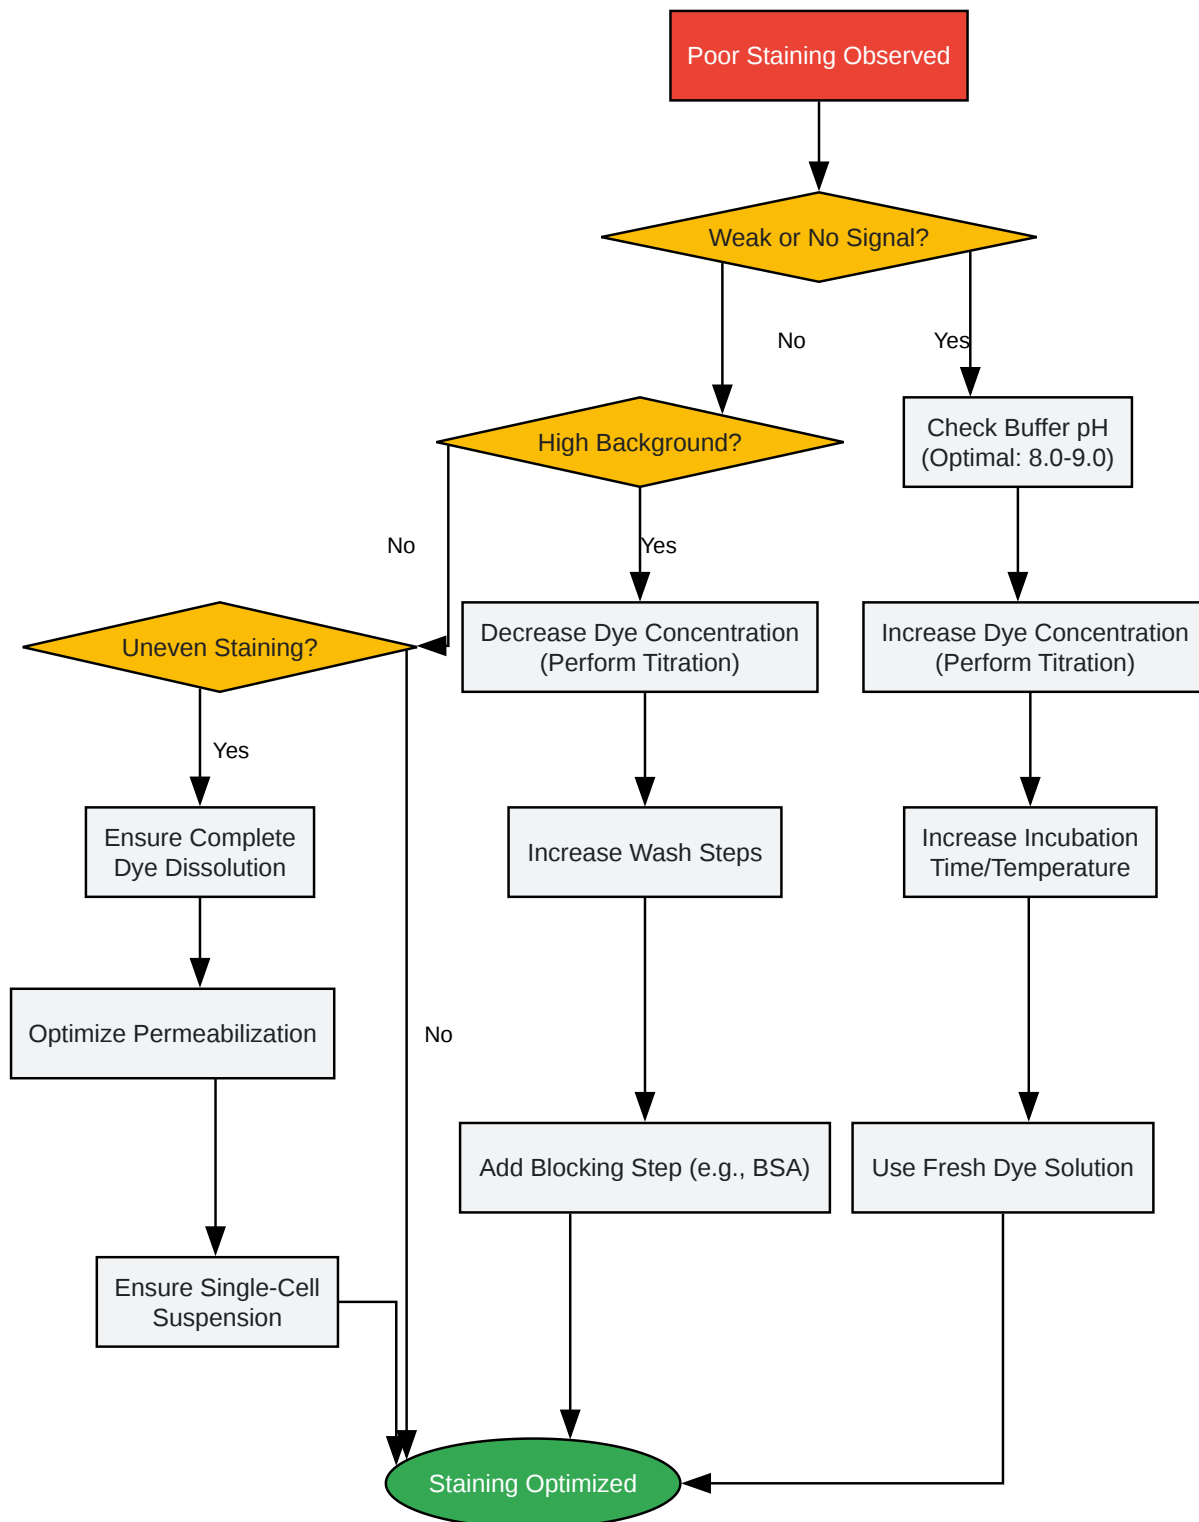 Poor Staining Observed
Weak or No Signal?
No
Yes
High Background?
Check Buffer pH
(Optimal: 8.0-9.0)
No
Yes
Uneven Staining?
Decrease Dye Concentration
(Perform Titration)
Increase Dye Concentration
(Perform Titration)
Yes
Ensure Complete
Dye Dissolution
Increase Wash Steps
Increase Incubation
Time/Temperature
Optimize Permeabilization
No
Add Blocking Step (e.g., BSA)
Use Fresh Dye Solution
Ensure Single-Cell
Suspension
Staining Optimized